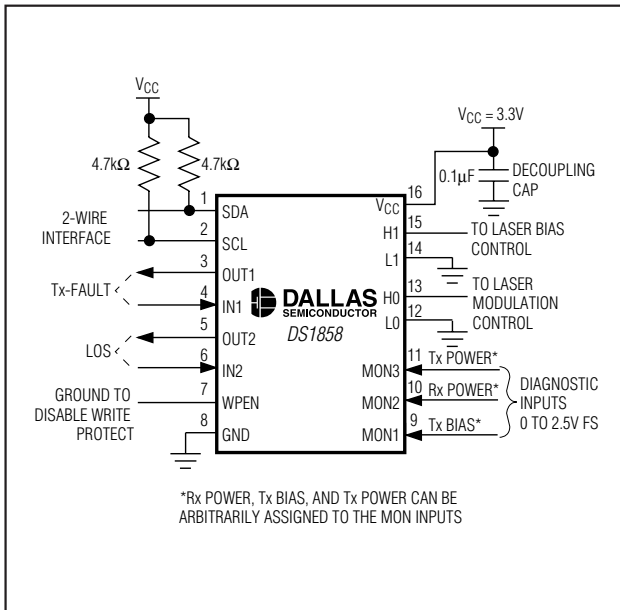 VCC
4.7kΩ
4.7kΩ
2-WIRE
INTERFACE
Tx-FAULT
LOS
GROUND TO
DISABLE WRITE
PROTECT
1
SDA
2
SCL
3
OUT1
4
IN1
5
OUT2
6
IN2
7
WPEN
8
GND
DALLAS
SEMICONDUCTOR
DS1858
VCC = 3.3V
0.1µF
DECOUPLING
CAP
16
VCC
15
H1
TO LASER BIAS
CONTROL
14
L1
13
H0
TO LASER
MODULATION
CONTROL
12
L0
11
MON3
Tx POWER*
10
MON2
Rx POWER*
9
MON1
Tx BIAS*
DIAGNOSTIC
INPUTS
0 TO 2.5V FS
*Rx POWER, Tx BIAS, AND Tx POWER CAN BE
ARBITRARILY ASSIGNED TO THE MON INPUTS